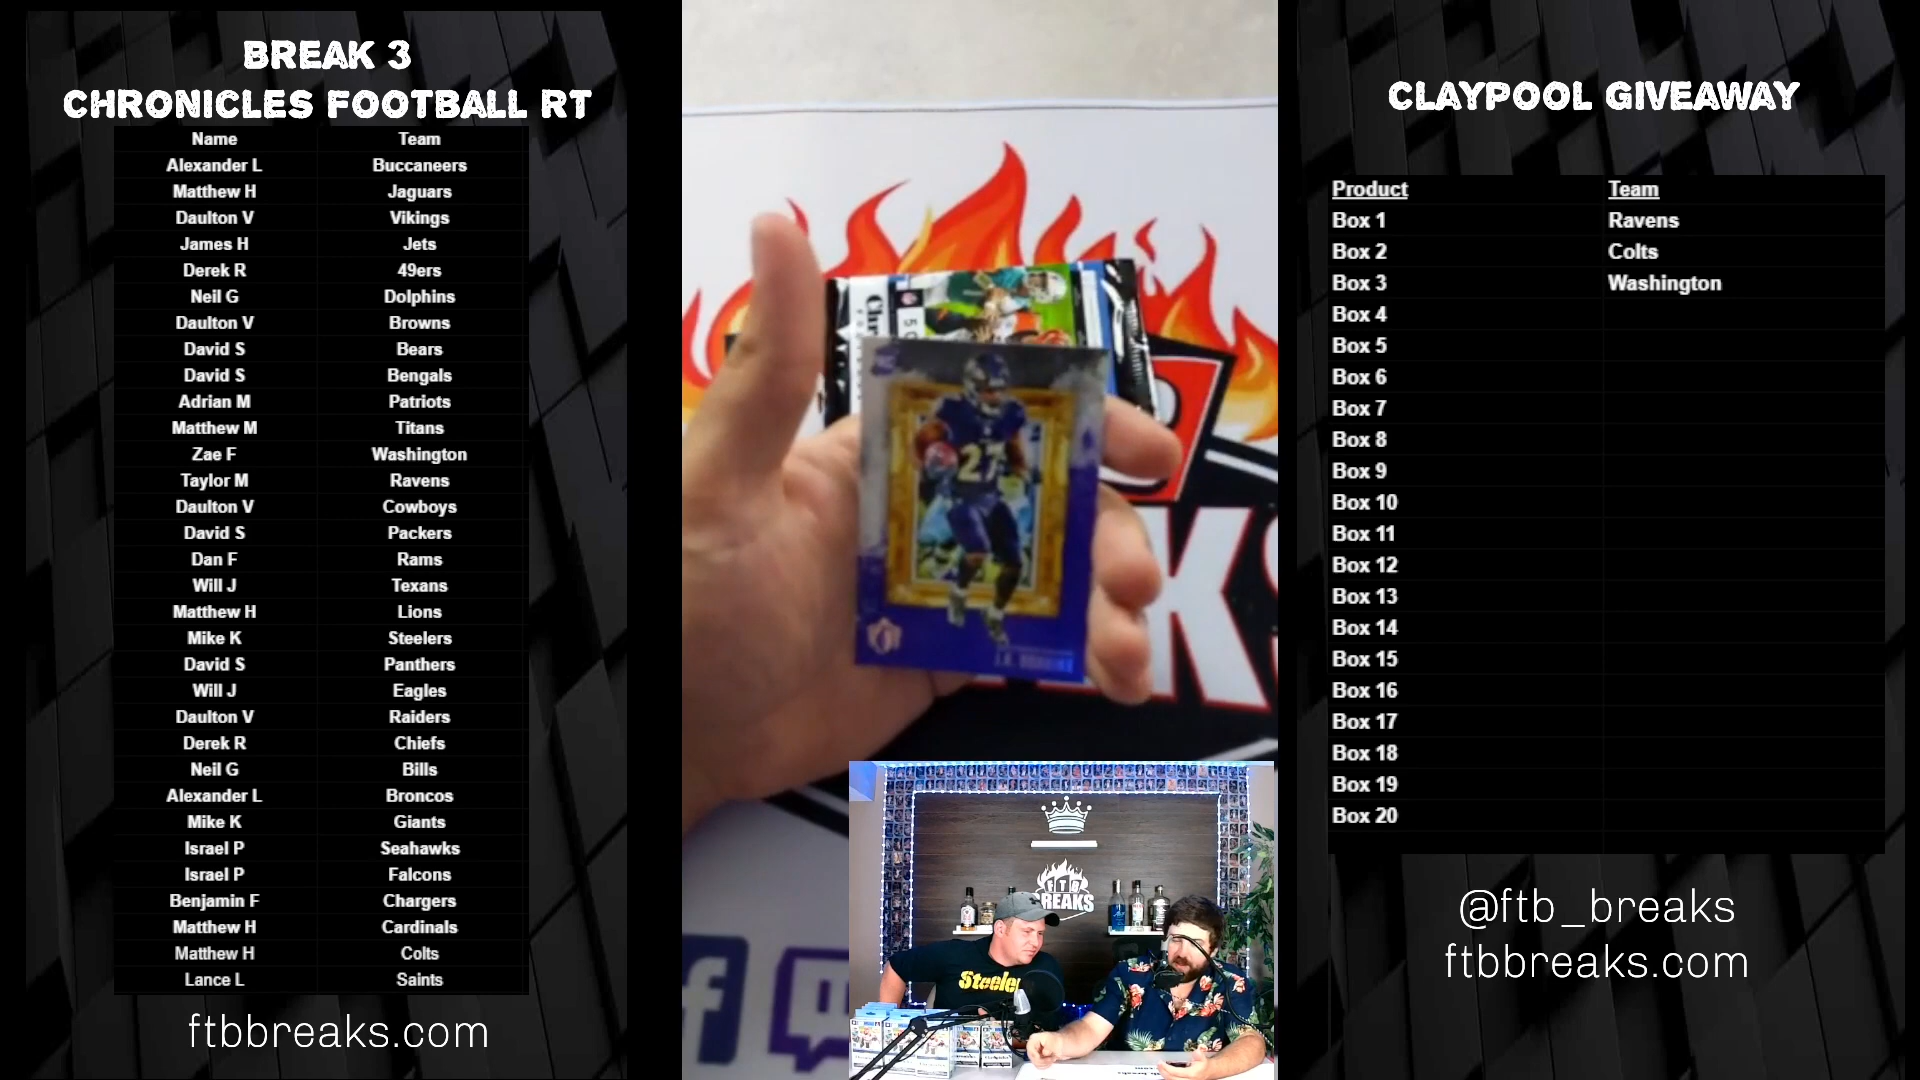 BREAK 3
CHRONICLES FOOTBALL RT
Name Team
Alexander L Buccaneers
Matthew H Jaguars
Daulton V Vikings
James H Jets
Derek R 49ers
Neil G Dolphins
Daulton V Browns
David S Bears
David S Bengals
Adrian M Patriots
Matthew M Titans
Zae F Washington
Taylor M Ravens
Daulton V Cowboys
David S Packers
Dan F Rams
Will J Texans
Matthew H Lions
Mike K Steelers
David S Panthers
Will J Eagles
Daulton V Raiders
Derek R Chiefs
Neil G Bills
Alexander L Broncos
Mike K Giants
Israel P Seahawks
Israel P Falcons
Benjamin F Chargers
Matthew H Cardinals
Matthew H Colts
Lance L Saints
ftbbreaks.com
27
FTB
BREAKS
Steeler
CLAYPOOL GIVEAWAY
Product Team
Box 1 Ravens
Box 2 Colts
Box 3 Washington
Box 4
Box 5
Box 6
Box 7
Box 8
Box 9
Box 10
Box 11
Box 12
Box 13
Box 14
Box 15
Box 16
Box 17
Box 18
Box 19
Box 20
@ftb_breaks
ftbbreaks.com